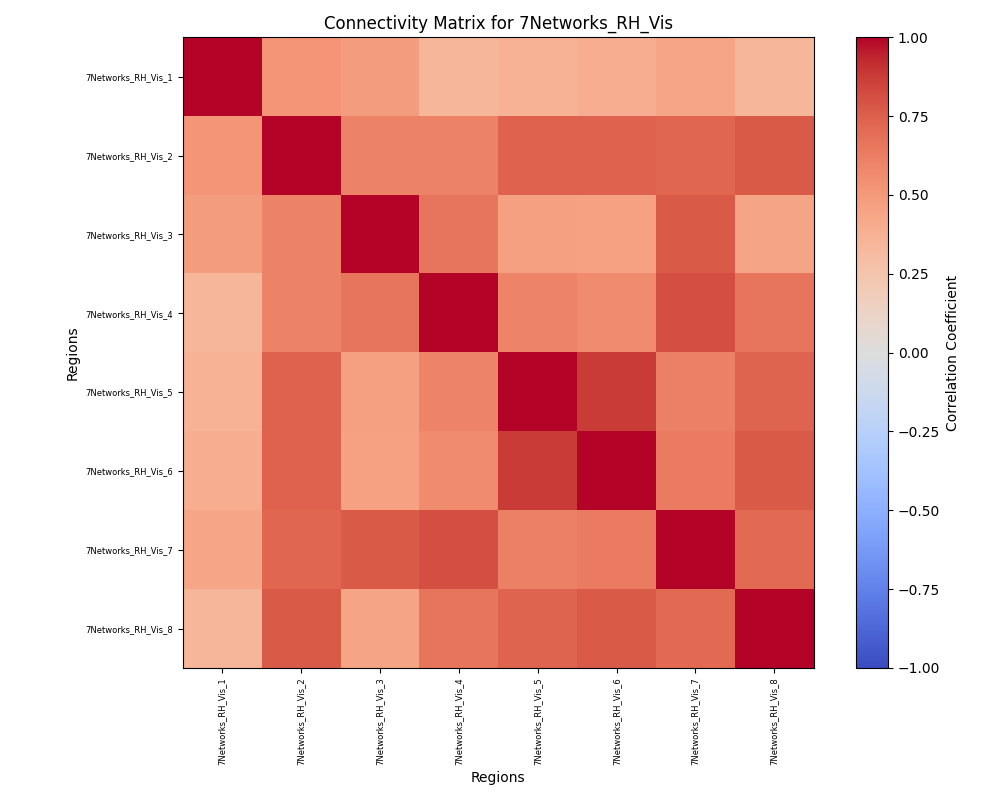 Connectivity Matrix for 7Networks_RH_Vis
7Networks_RH_Vis_1
7Networks_RH_Vis_2
7Networks_RH_Vis_3
7Networks_RH_Vis_4
7Networks_RH_Vis_5
7Networks_RH_Vis_6
7Networks_RH_Vis_7
7Networks_RH_Vis_8
Regions
7Networks_RH_Vis_1
7Networks_RH_Vis_2
7Networks_RH_Vis_3
7Networks_RH_Vis_4
7Networks_RH_Vis_5
7Networks_RH_Vis_6
7Networks_RH_Vis_7
7Networks_RH_Vis_8
Regions
1.00
0.75
0.50
0.25
0.00
−0.25
−0.50
−0.75
−1.00
Correlation Coefficient